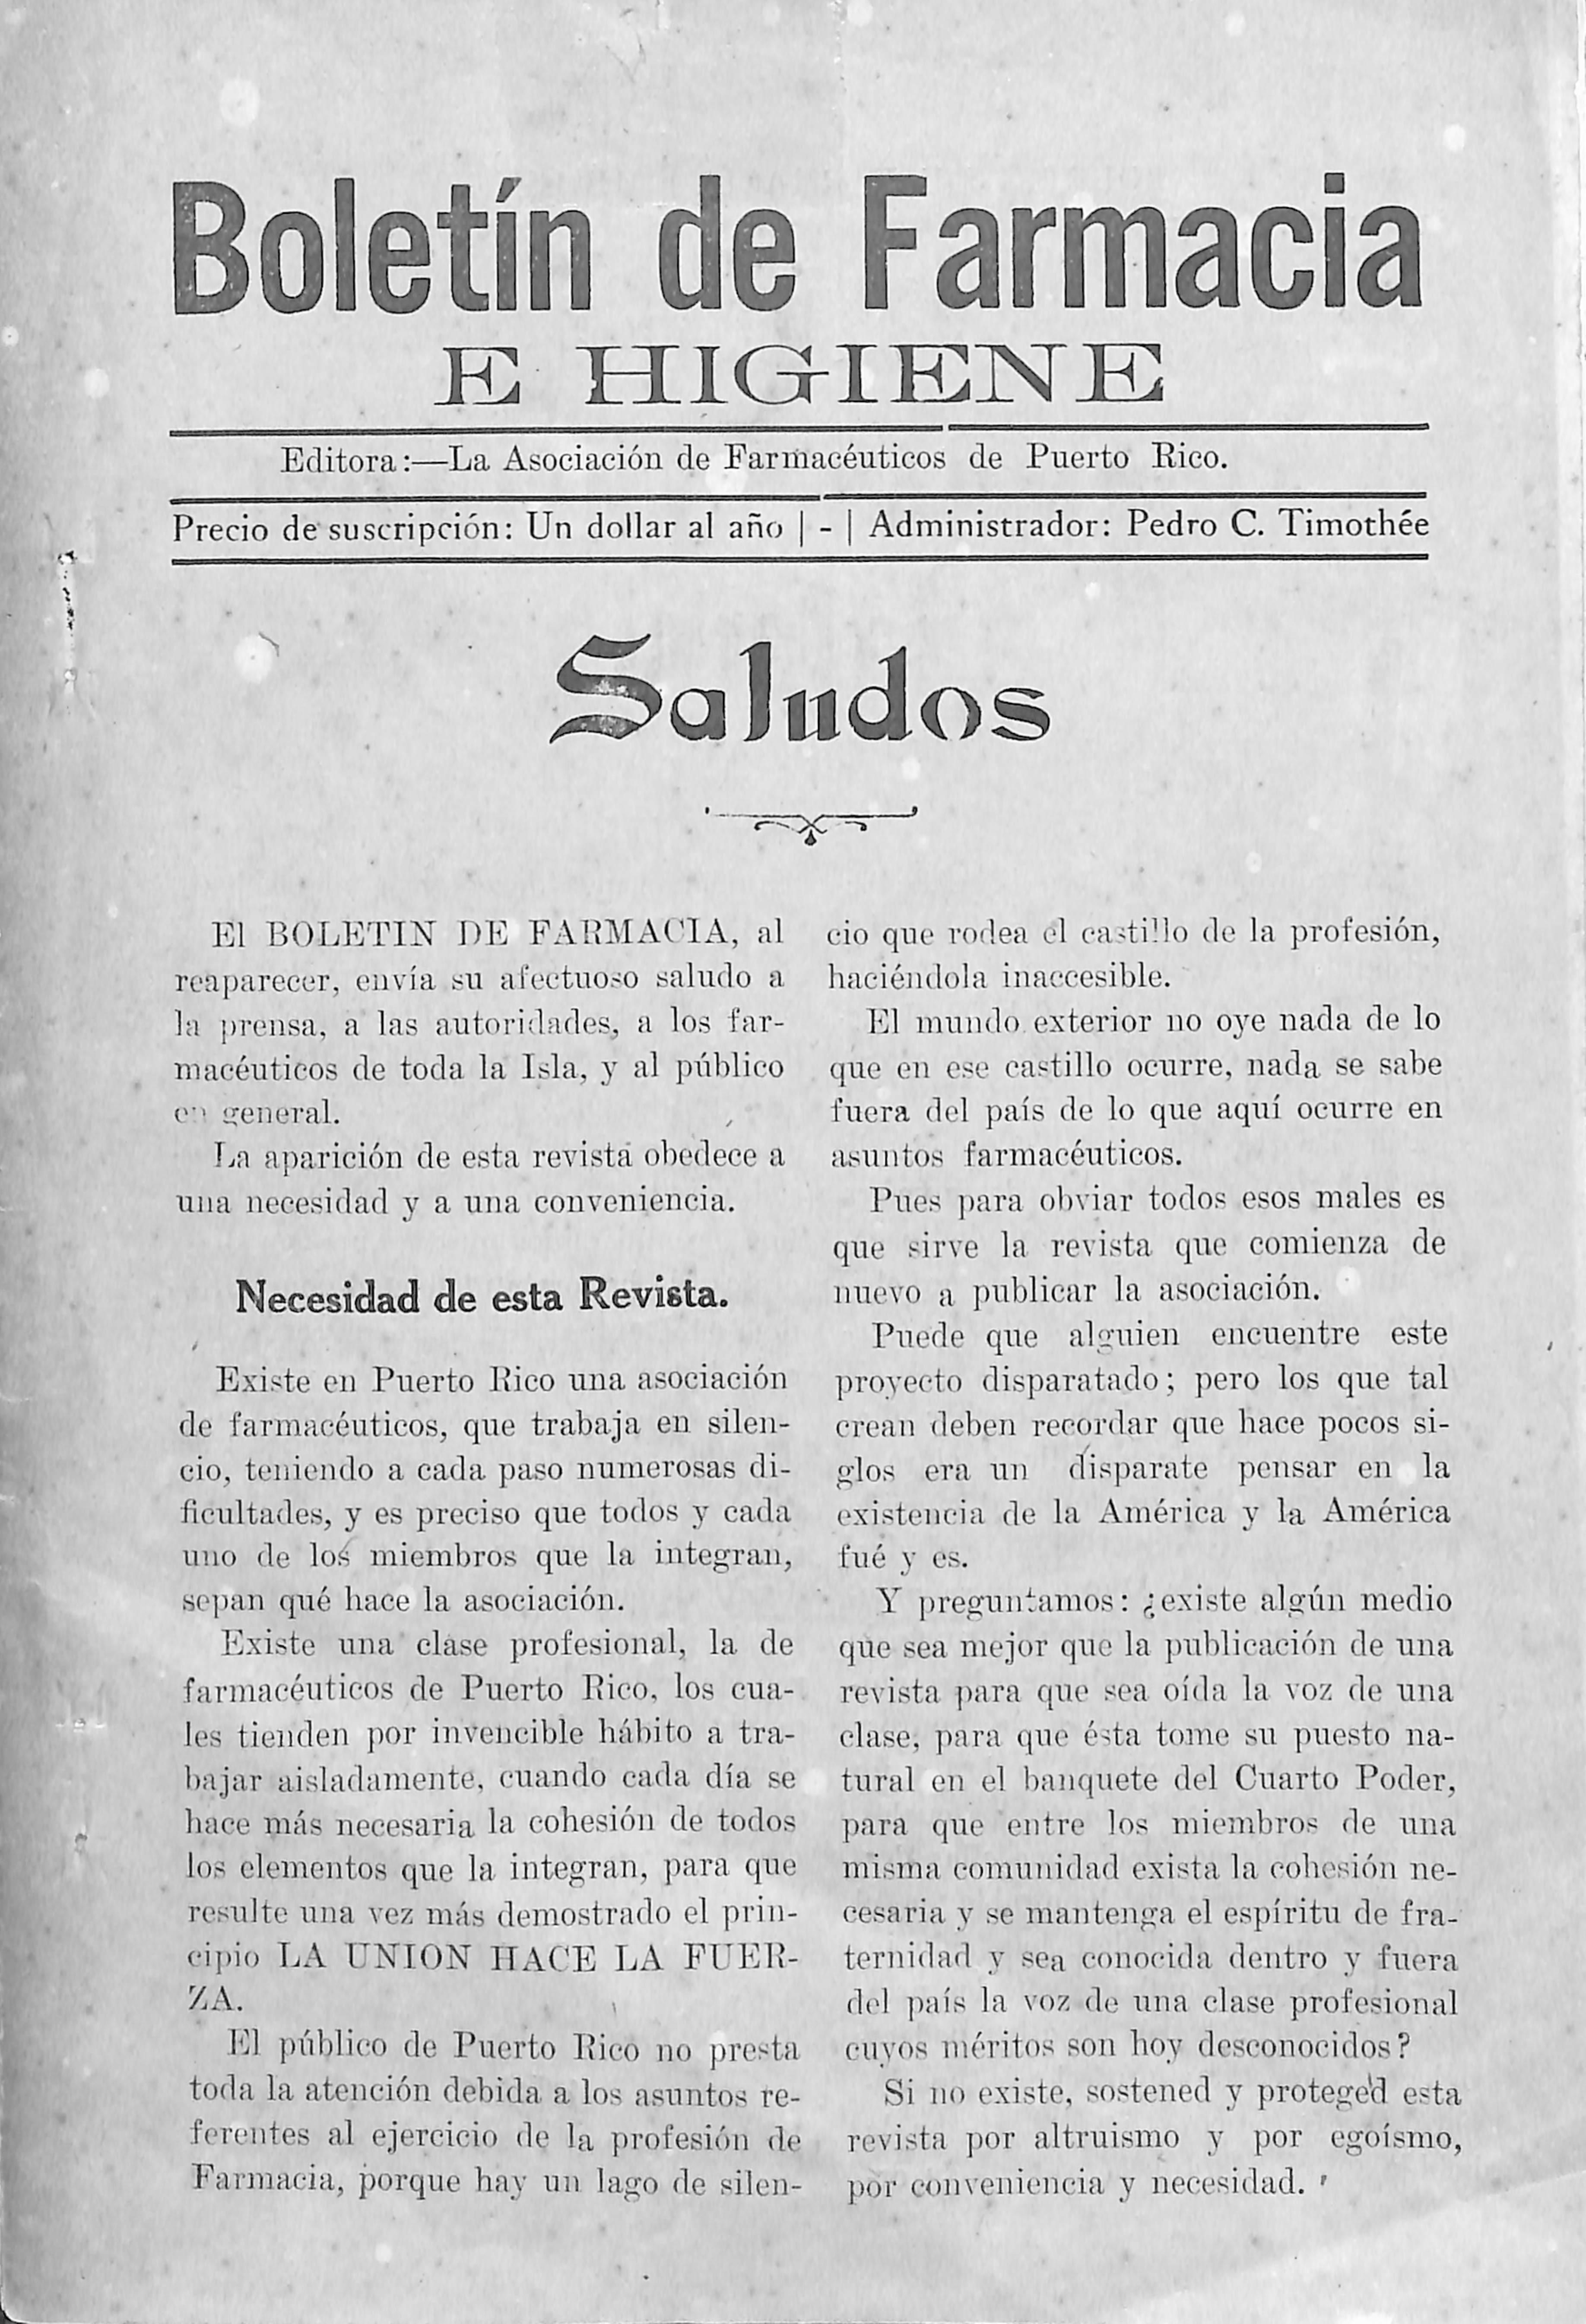 Boletín de Farmacia
E HIGIENE
Editora:—La Asociación de Farmacéuticos de Puerto Rico.
Precio de suscripción: Un dollar al año | - | Administrador: Pedro C. Timothée
Saludos
El BOLETIN DE FARMACIA, al
reaparecer, envía su afectuoso saludo a
la prensa, a las autoridades, a los far-
macéuticos de toda la Isla, y al público
en general.
La aparición de esta revista obedece a
una necesidad y a una conveniencia.
Necesidad de esta Revista.
Existe en Puerto Rico una asociación
de farmacéuticos, que trabaja en silen-
cio, teniendo a cada paso numerosas di-
ficultades, y es preciso que todos y cada
uno de los miembros que la integran,
sepan qué hace la asociación.
Existe una clase profesional, la de
farmacéuticos de Puerto Rico, los cua-
les tienden por invencible hábito a tra-
bajar aisladamente, cuando cada día se
hace más necesaria la cohesión de todos
los elementos que la integran, para que
resulte una vez más demostrado el prin-
cipio LA UNION HACE LA FUER-
ZA.
El público de Puerto Rico no presta
toda la atención debida a los asuntos re-
ferentes al ejercicio de la profesión de
Farmacia, porque hay un lago de silen-
cio que rodea el castillo de la profesión,
haciéndola inaccesible.
El mundo exterior no oye nada de lo
que en ese castillo ocurre, nada se sabe
fuera del país de lo que aquí ocurre en
asuntos farmacéuticos.
Pues para obviar todos esos males es
que sirve la revista que comienza de
nuevo a publicar la asociación.
Puede que alguien encuentre este
proyecto disparatado; pero los que tal
crean deben recordar que hace pocos si-
glos era un disparate pensar en la
existencia de la América y la América
fué y es.
Y preguntamos: ¿existe algún medio
que sea mejor que la publicación de una
revista para que sea oída la voz de una
clase, para que ésta tome su puesto na-
tural en el banquete del Cuarto Poder,
para que entre los miembros de una
misma comunidad exista la cohesión ne-
cesaria y se mantenga el espíritu de fra-
ternidad y sea conocida dentro y fuera
del país la voz de una clase profesional
cuyos méritos son hoy desconocidos?
Si no existe, sostened y proteged esta
revista por altruismo y por egoísmo,
por conveniencia y necesidad.